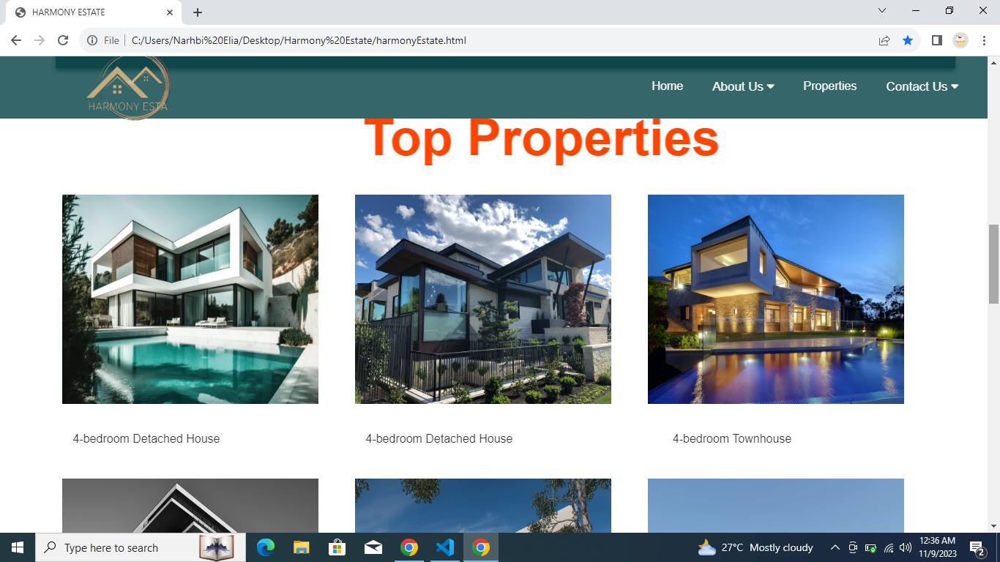 HARMONY ESTATE
File
C:/Users/Narhbi%20Elia/Desktop/Harmony%20Estate/harmonyEstate.html
HARMONY ESTA
Home About Us Properties Contact Us
Top Properties
4-bedroom Detached House
4-bedroom Detached House
4-bedroom Townhouse
Type here to search
27°C Mostly cloudy
12:36 AM
11/9/2023
2